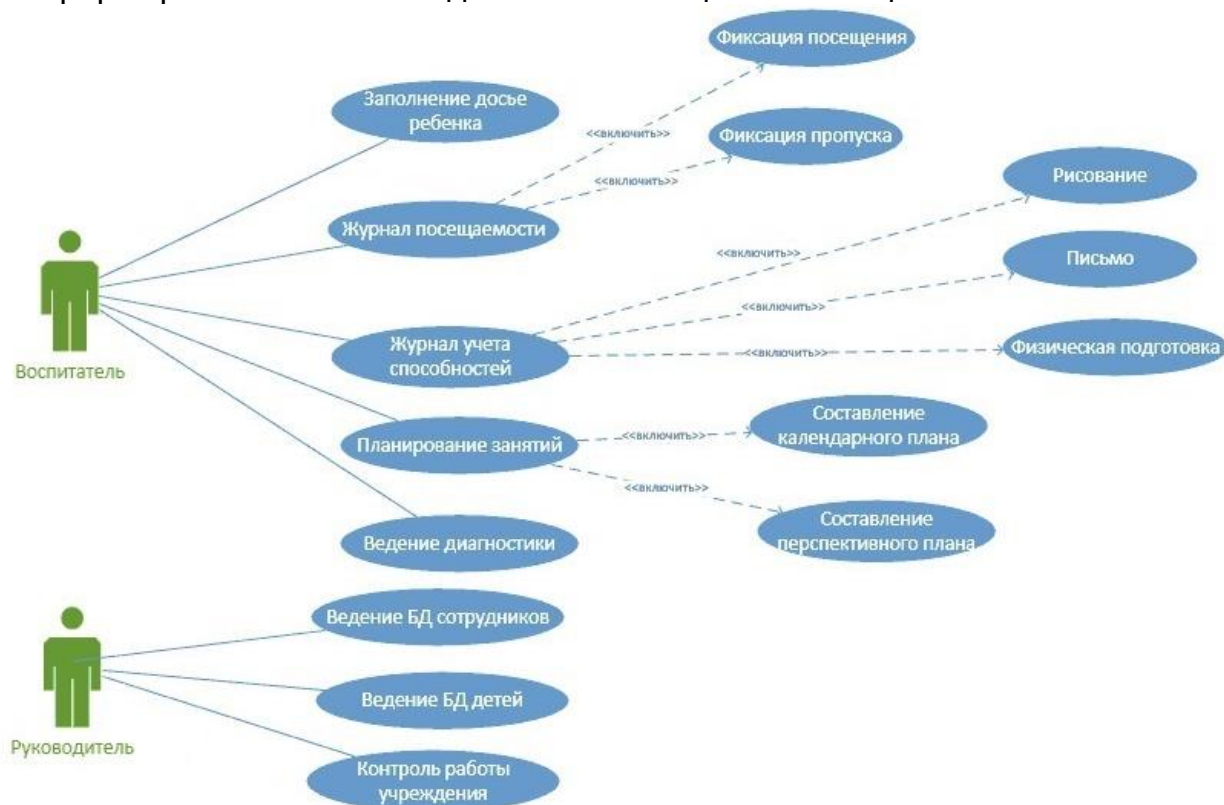 Фиксация посещения
Заполнение досье
ребенка
<<включить>>
Фиксация пропуска
<<включить>>
Рисование
Журнал посещаемости
<<включить>>
Письмо
<<включить>>
Воспитатель
Журнал учета
способностей
<<включить>>
Физическая подготовка
Составление
календарного плана
Планирование занятий
<<включить>>
<<включить>>
Составление
перспективного плана
Ведение диагностики
Ведение БД сотрудников
Ведение БД детей
Руководитель
Контроль работы
учреждения